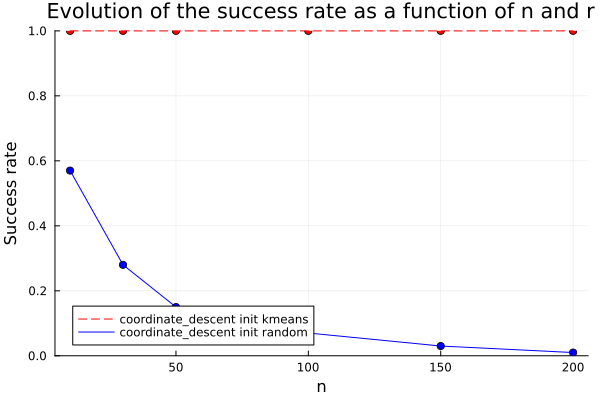 Evolution of the success rate as a function of n and r
Success rate
1.0
0.8
0.6
0.4
0.2
0.0
coordinate_descent init kmeans
coordinate_descent init random
50
100
150
200
n